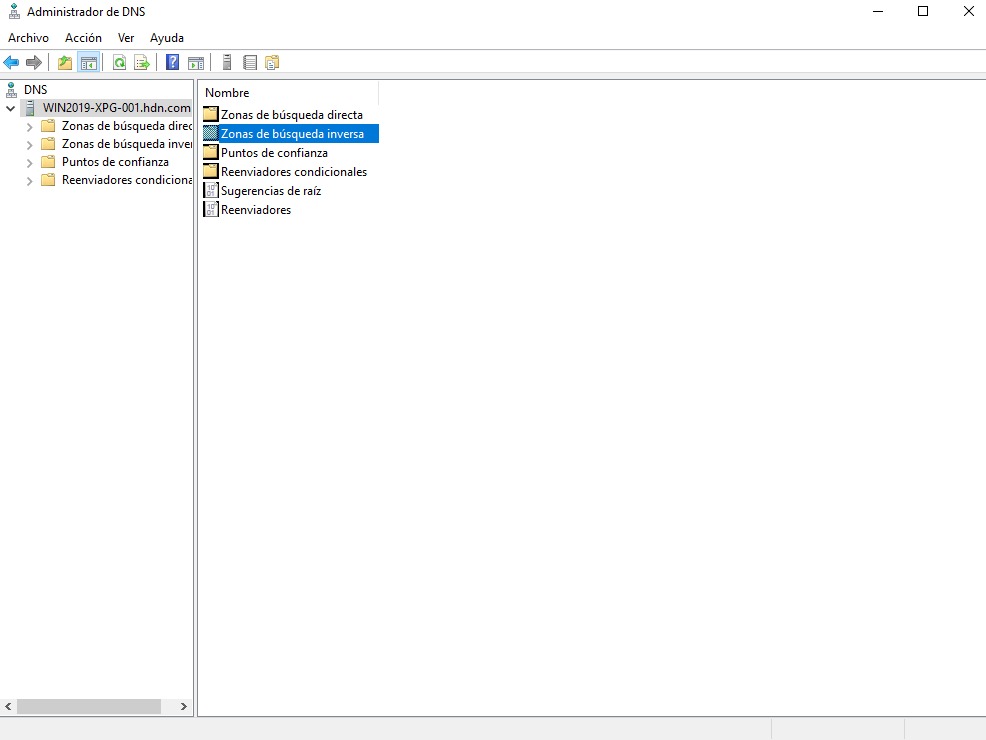 Administrador de DNS
Archivo Acción Ver Ayuda
DNS
WIN2019-XPG-001.hdn.com
Zonas de búsqueda direc
Zonas de búsqueda inver
Puntos de confianza
Reenviadores condiciona
Nombre
Zonas de búsqueda directa
Zonas de búsqueda inversa
Puntos de confianza
Reenviadores condicionales
Sugerencias de raíz
Reenviadores